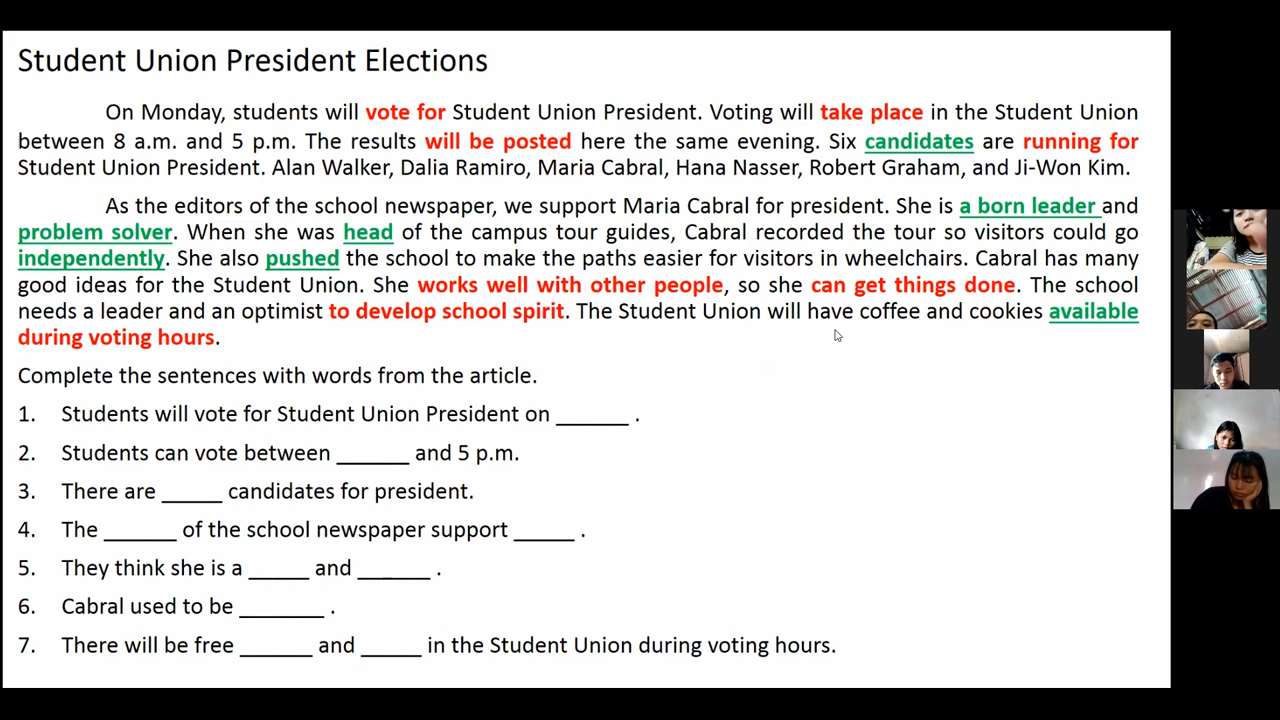 Student Union President Elections
On Monday, students will vote for Student Union President. Voting will take place in the Student Union
between 8 a.m. and 5 p.m. The results will be posted here the same evening. Six candidates are running for
Student Union President. Alan Walker, Dalia Ramiro, Maria Cabral, Hana Nasser, Robert Graham, and Ji-Won Kim.
As the editors of the school newspaper, we support Maria Cabral for president. She is a born leader and
problem solver. When she was head of the campus tour guides, Cabral recorded the tour so visitors could go
independently. She also pushed the school to make the paths easier for visitors in wheelchairs. Cabral has many
good ideas for the Student Union. She works well with other people, so she can get things done. The school
needs a leader and an optimist to develop school spirit. The Student Union will have coffee and cookies available
during voting hours.
Complete the sentences with words from the article.
1. Students will vote for Student Union President on ______ .
2. Students can vote between ______ and 5 p.m.
3. There are _____ candidates for president.
4. The ______ of the school newspaper support _____ .
5. They think she is a _____ and ______ .
6. Cabral used to be _______ .
7. There will be free ______ and _____ in the Student Union during voting hours.